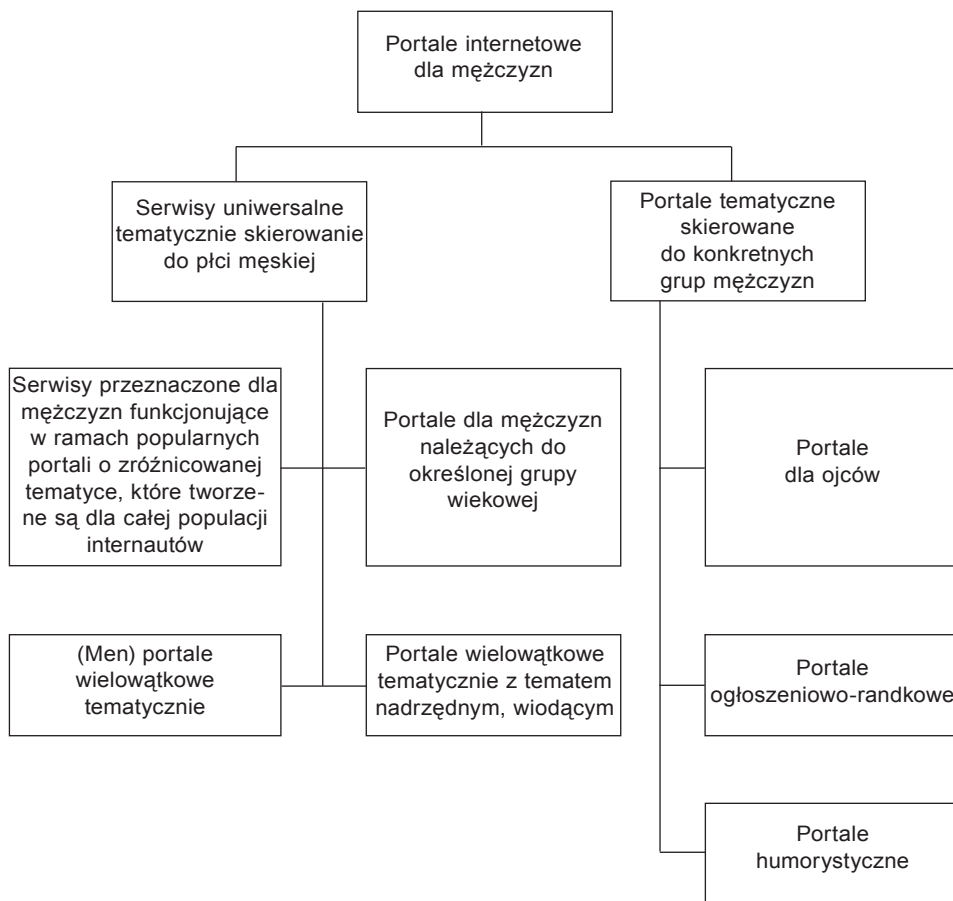 Portale internetowe
dla mężczyzn
Serwisy uniwersalne
tematycznie skierowanie
do płci męskiej
Portale tematyczne
skierowane
do konkretnych
grup mężczyzn
Serwisy przeznaczone dla
mężczyzn funkcjonujące
w ramach popularnych
portali o zróźnicowanej
tematyce, które tworze-
ne są dla całej populacji
internautów
Portale dla mężczyzn
należących do
określonej grupy
wiekowej
Portale
dla ojców
(Men) portale
wielowątkowe
tematycznie
Portale wielowątkowe
tematycznie z tematem
nadrzędnym, wiodącym
Portale
ogłoszeniowo-randkowe
Portale
humorystyczne